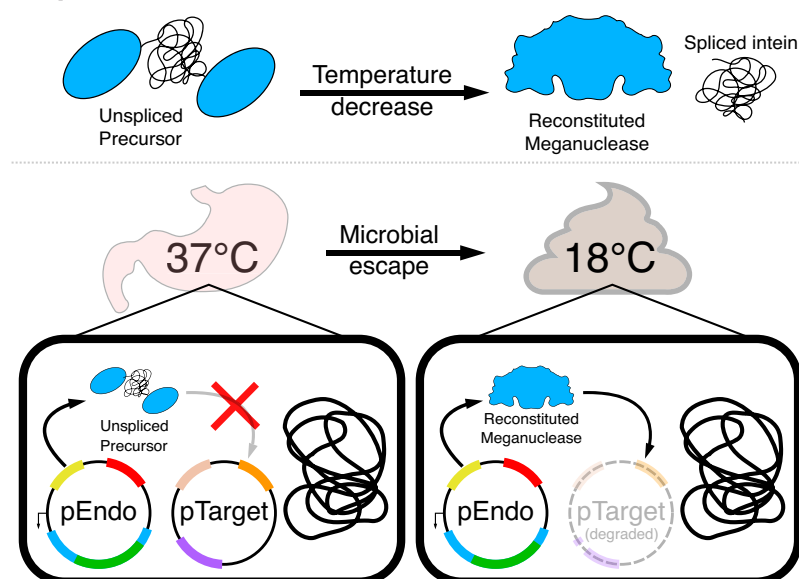 Unspliced
Precursor
Temperature
decrease
Reconstituted
Meganuclease
Spliced intein
37°C
Microbial
escape
18°C
Unspliced
Precursor
pEndo
pTarget
Reconstituted
Meganuclease
pEndo
pTarget
(degraded)